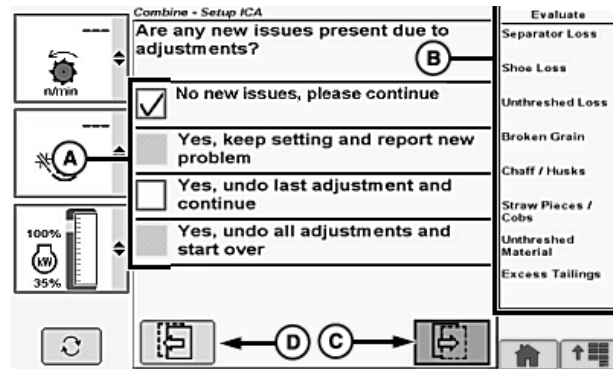 Combine - Setup ICA
Are any new issues present due to
adjustments?
B
No new issues, please continue
Yes, keep setting and report new
problem
Yes, undo last adjustment and
continue
Yes, undo all adjustments and
start over
---
n/min
---
A
100%
kW
35%
D
C
Evaluate
Separator Loss
Shoe Loss
Unthreshed Loss
Broken Grain
Chaff / Husks
Straw Pieces /
Cobs
Unthreshed
Material
Excess Tailings